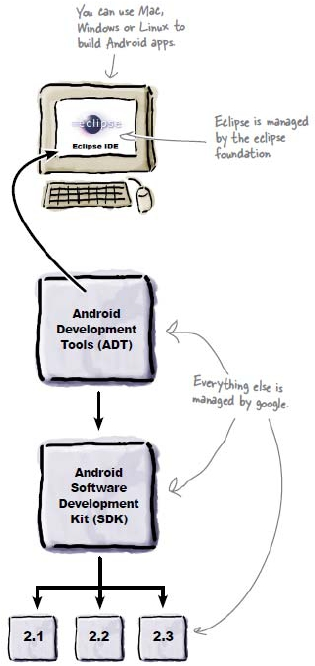 You can use Mac,
Windows or Linux to
build Android apps.
eclipse
Eclipse IDE
Eclipse is managed
by the eclipse
foundation
Android
Development
Tools (ADT)
Everything else is
managed by google.
Android
Software
Development
Kit (SDK)
2.1
2.2
2.3